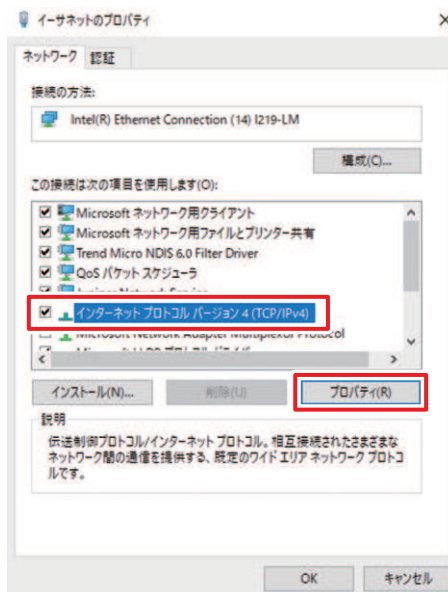 イーサネットのプロパティ
ネットワーク 認証
接続の方法:
Intel(R) Ethernet Connection (14) I219-LM
構成(C)...
この接続は次の項目を使用します(O):
Microsoft ネットワーク用クライアント
Microsoft ネットワーク用ファイルとプリンター共有
Trend Micro NDIS 6.0 Filter Driver
QoS パケット スケジューラ
Juniper Network Service
インターネット プロトコル バージョン 4 (TCP/IPv4)
Microsoft Network Adapter Multiplexor Protocol
インストール(N)... 削除(U) プロパティ(R)
説明
伝送制御プロトコル/インターネット プロトコル。相互接続されたさまざまな
ネットワーク間の通信を提供する、既定のワイド エリア ネットワーク プロトコ
ルです。
OK キャンセル